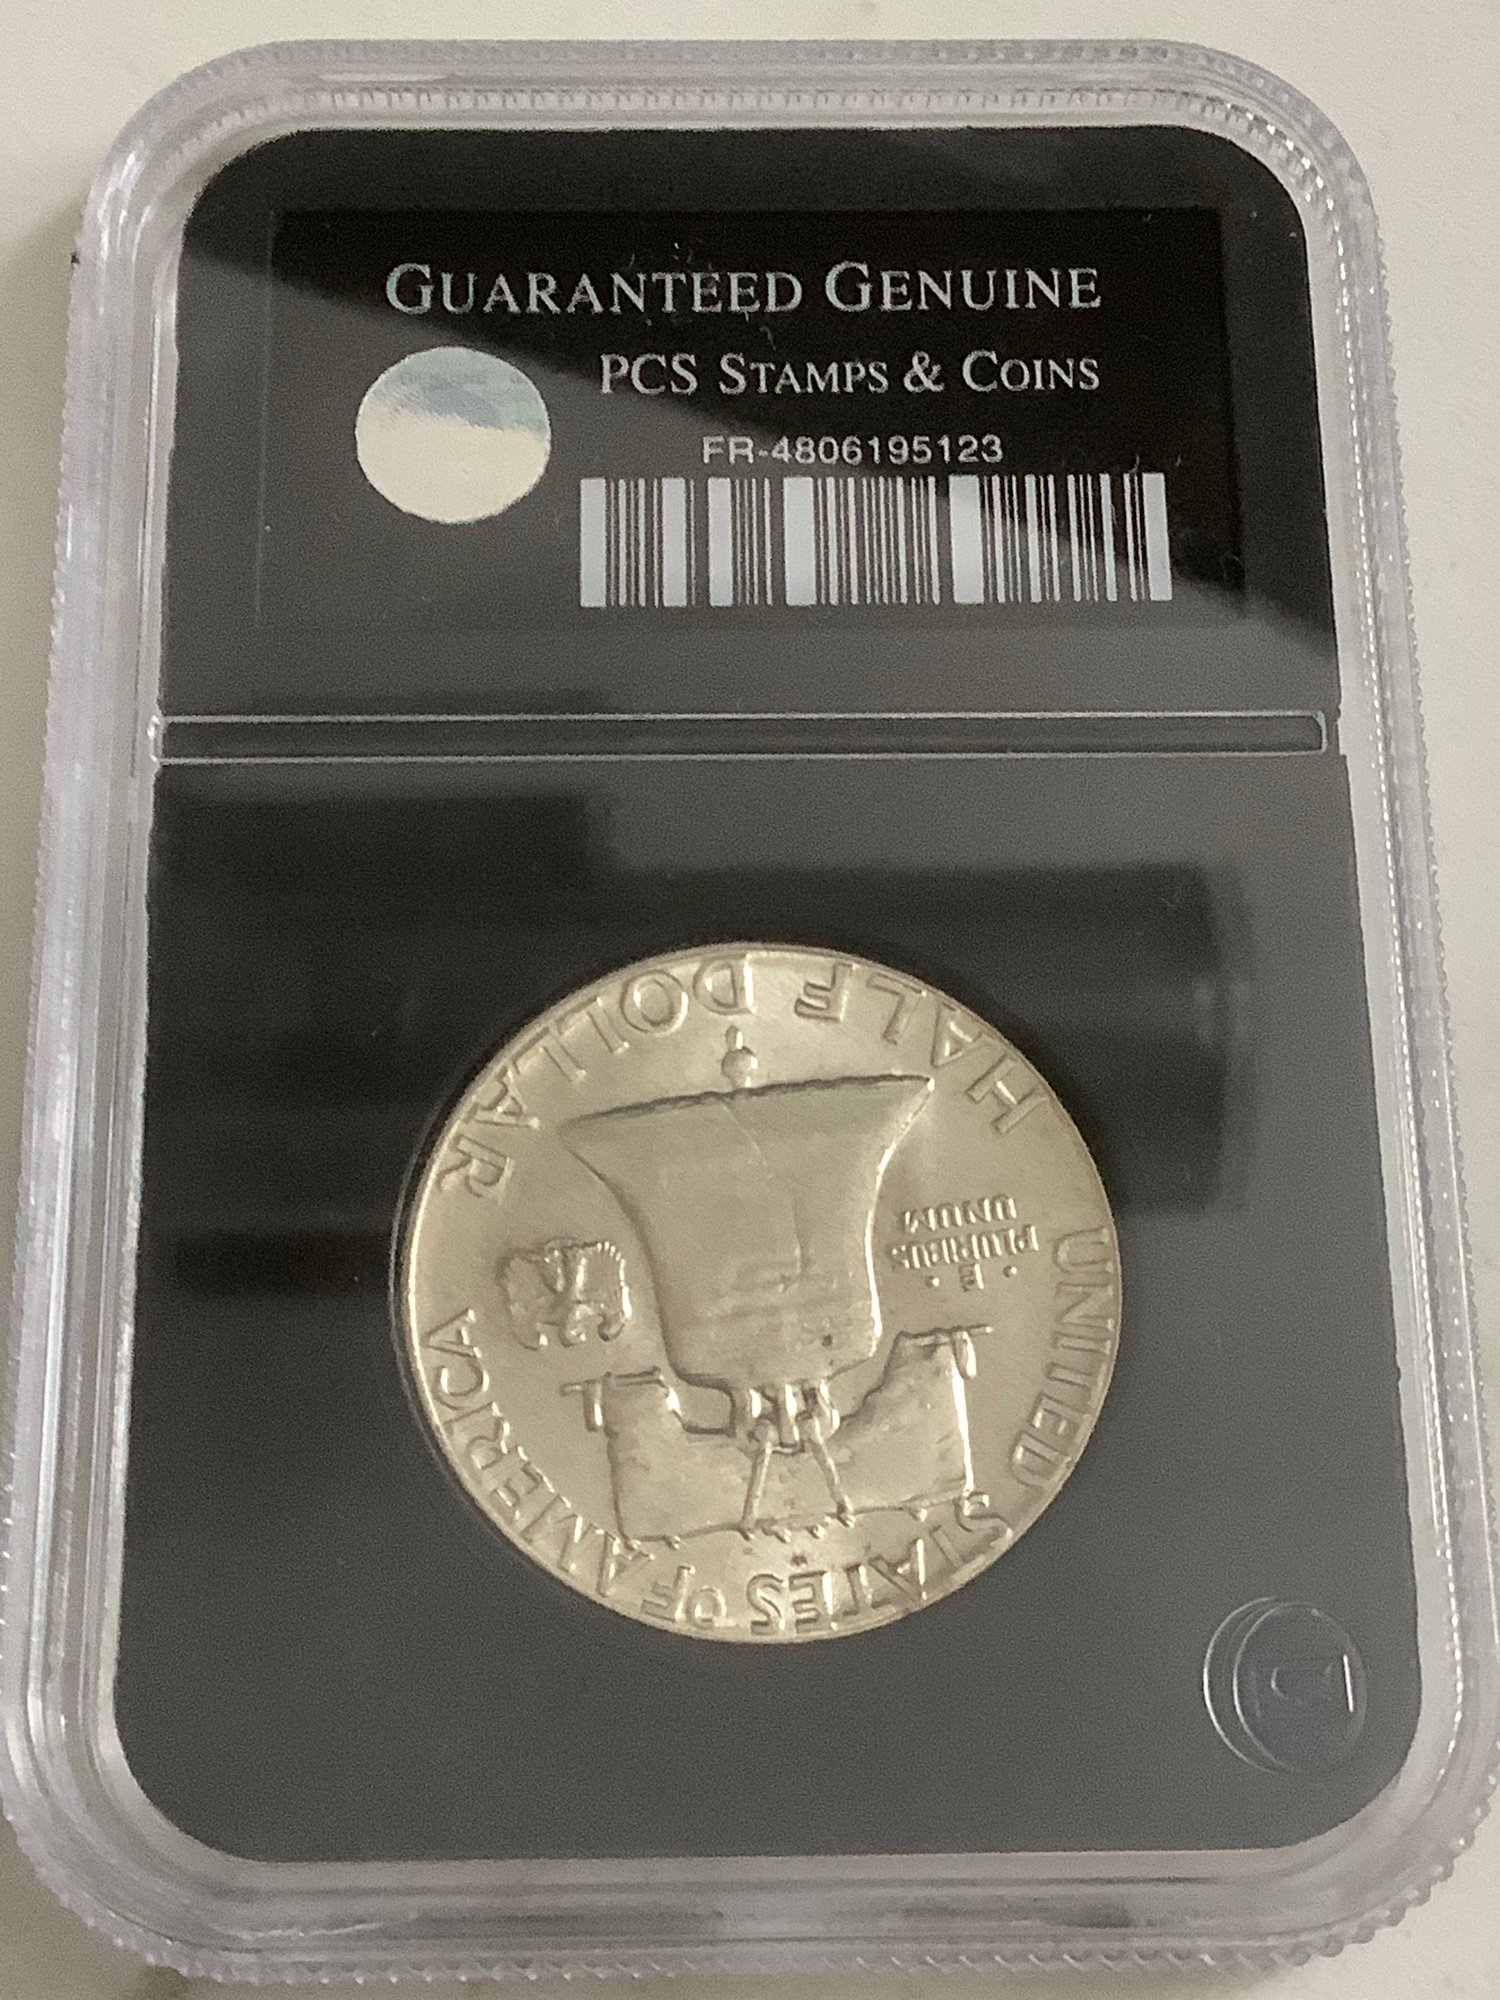 GUARANTEED GENUINE
PCS STAMPS & COINS
FR-4806195123
UNITED STATES OF AMERICA
E
PLURIBUS
UNUM
HALF DOLLAR